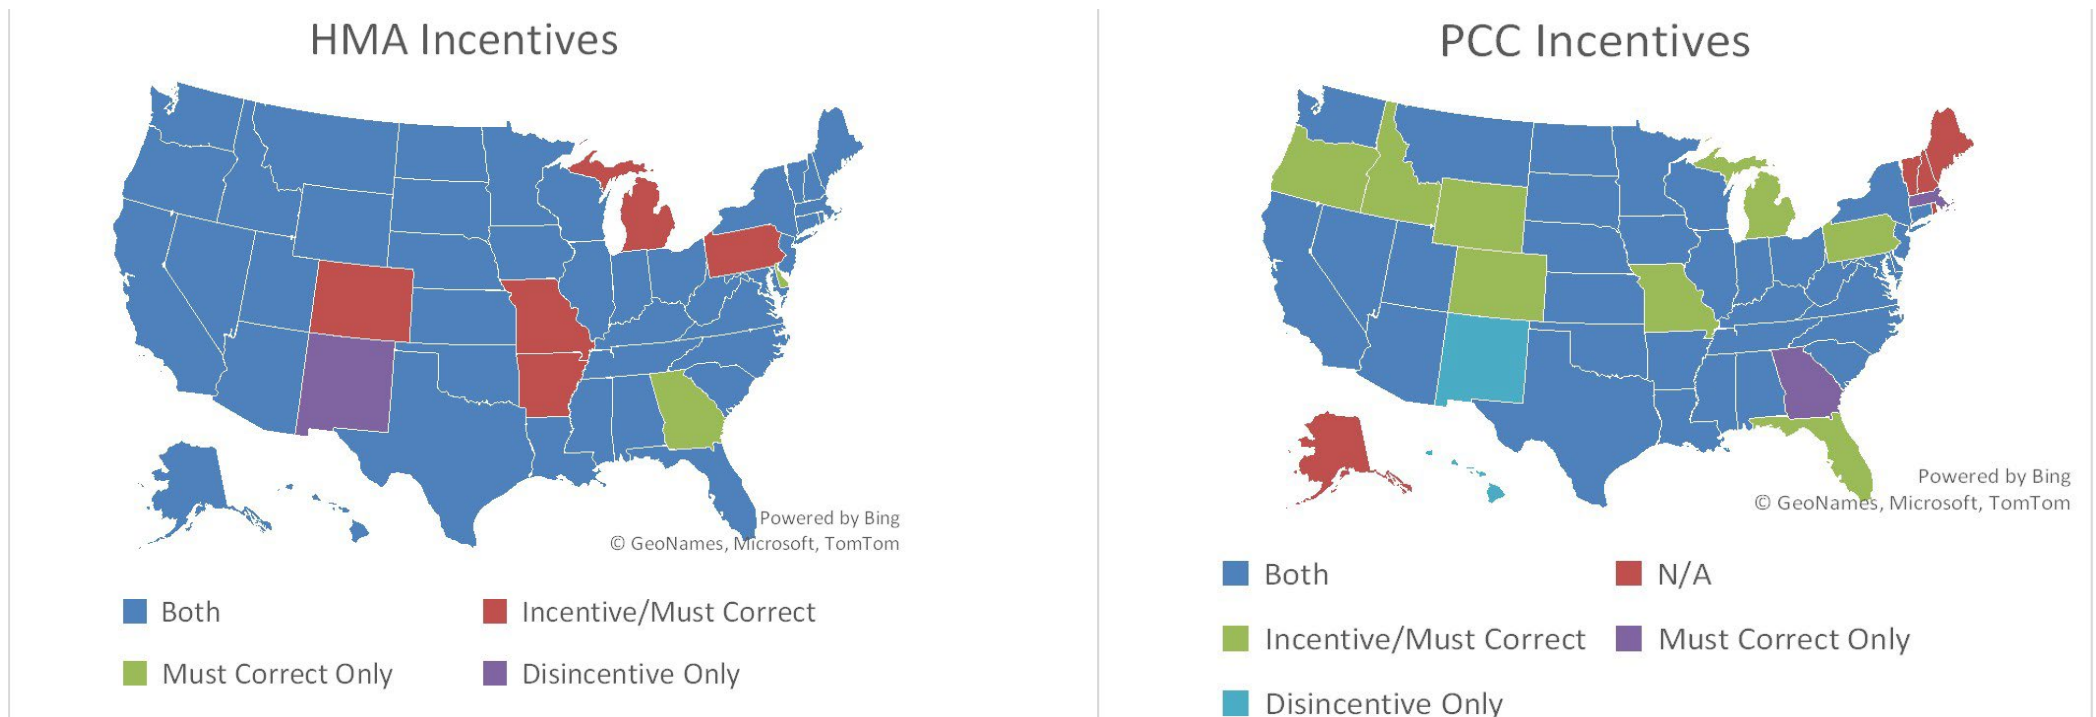 HMA Incentives
Powered by Bing
© GeoNames, Microsoft, TomTom
Both
Incentive/Must Correct
Must Correct Only
Disincentive Only
PCC Incentives
Powered by Bing
© GeoNames, Microsoft, TomTom
Both
N/A
Incentive/Must Correct
Must Correct Only
Disincentive Only